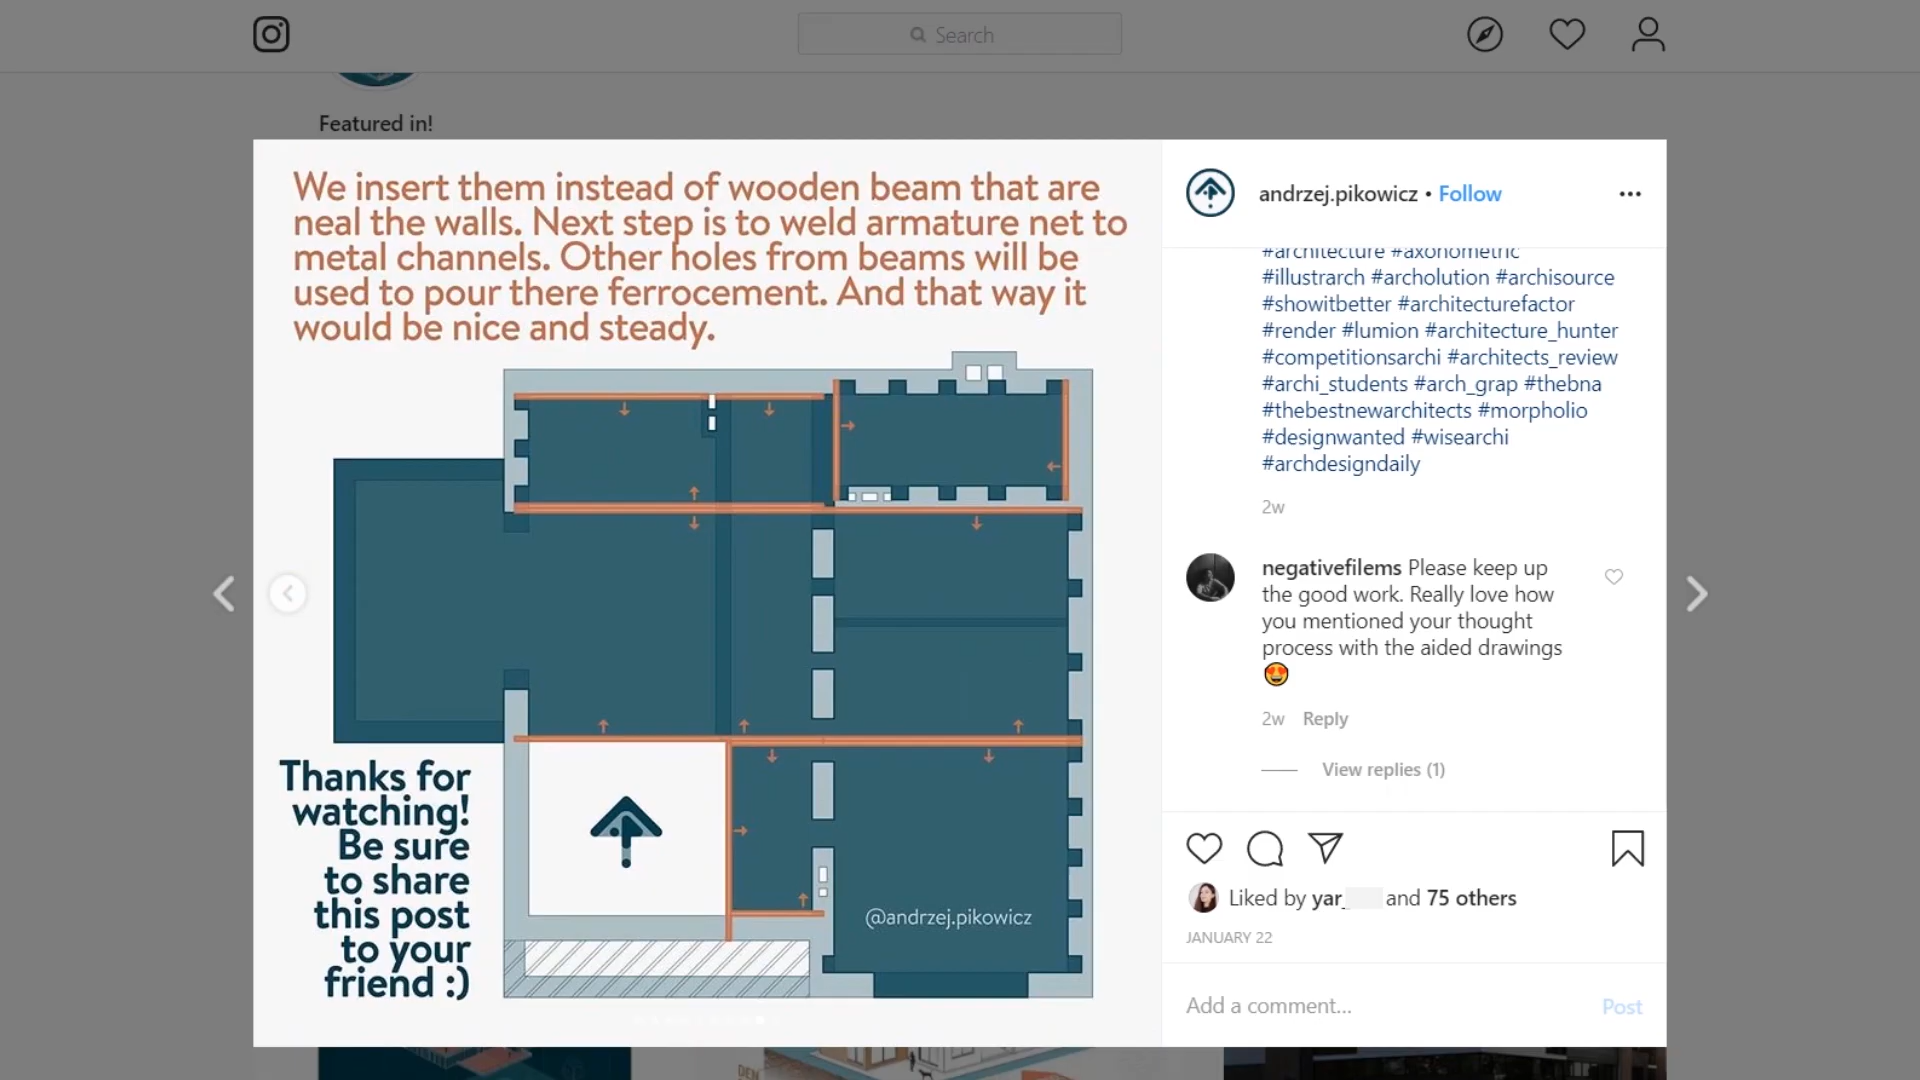 Search
Featured in!
We insert them instead of wooden beam that are
neal the walls. Next step is to weld armature net to
metal channels. Other holes from beams will be
used to pour there ferrocement. And that way it
would be nice and steady.
Thanks for
watching!
Be sure
to share
this post
to your
friend :)
@andrzej.pikowicz
andrzej.pikowicz • Follow
#architecture #axonometric
#illustrarch #archolution #archisource
#showitbetter #architecturefactor
#render #lumion #architecture_hunter
#competitionsarchi #architects_review
#archi_students #arch_grap #thebna
#thebestnewarchitects #morpholio
#designwanted #wisearchi
#archdesigndaily
2w
negativefilems Please keep up
the good work. Really love how
you mentioned your thought
process with the aided drawings
😍
2w Reply
View replies (1)
Liked by yar_ and 75 others
JANUARY 22
Add a comment...
Post